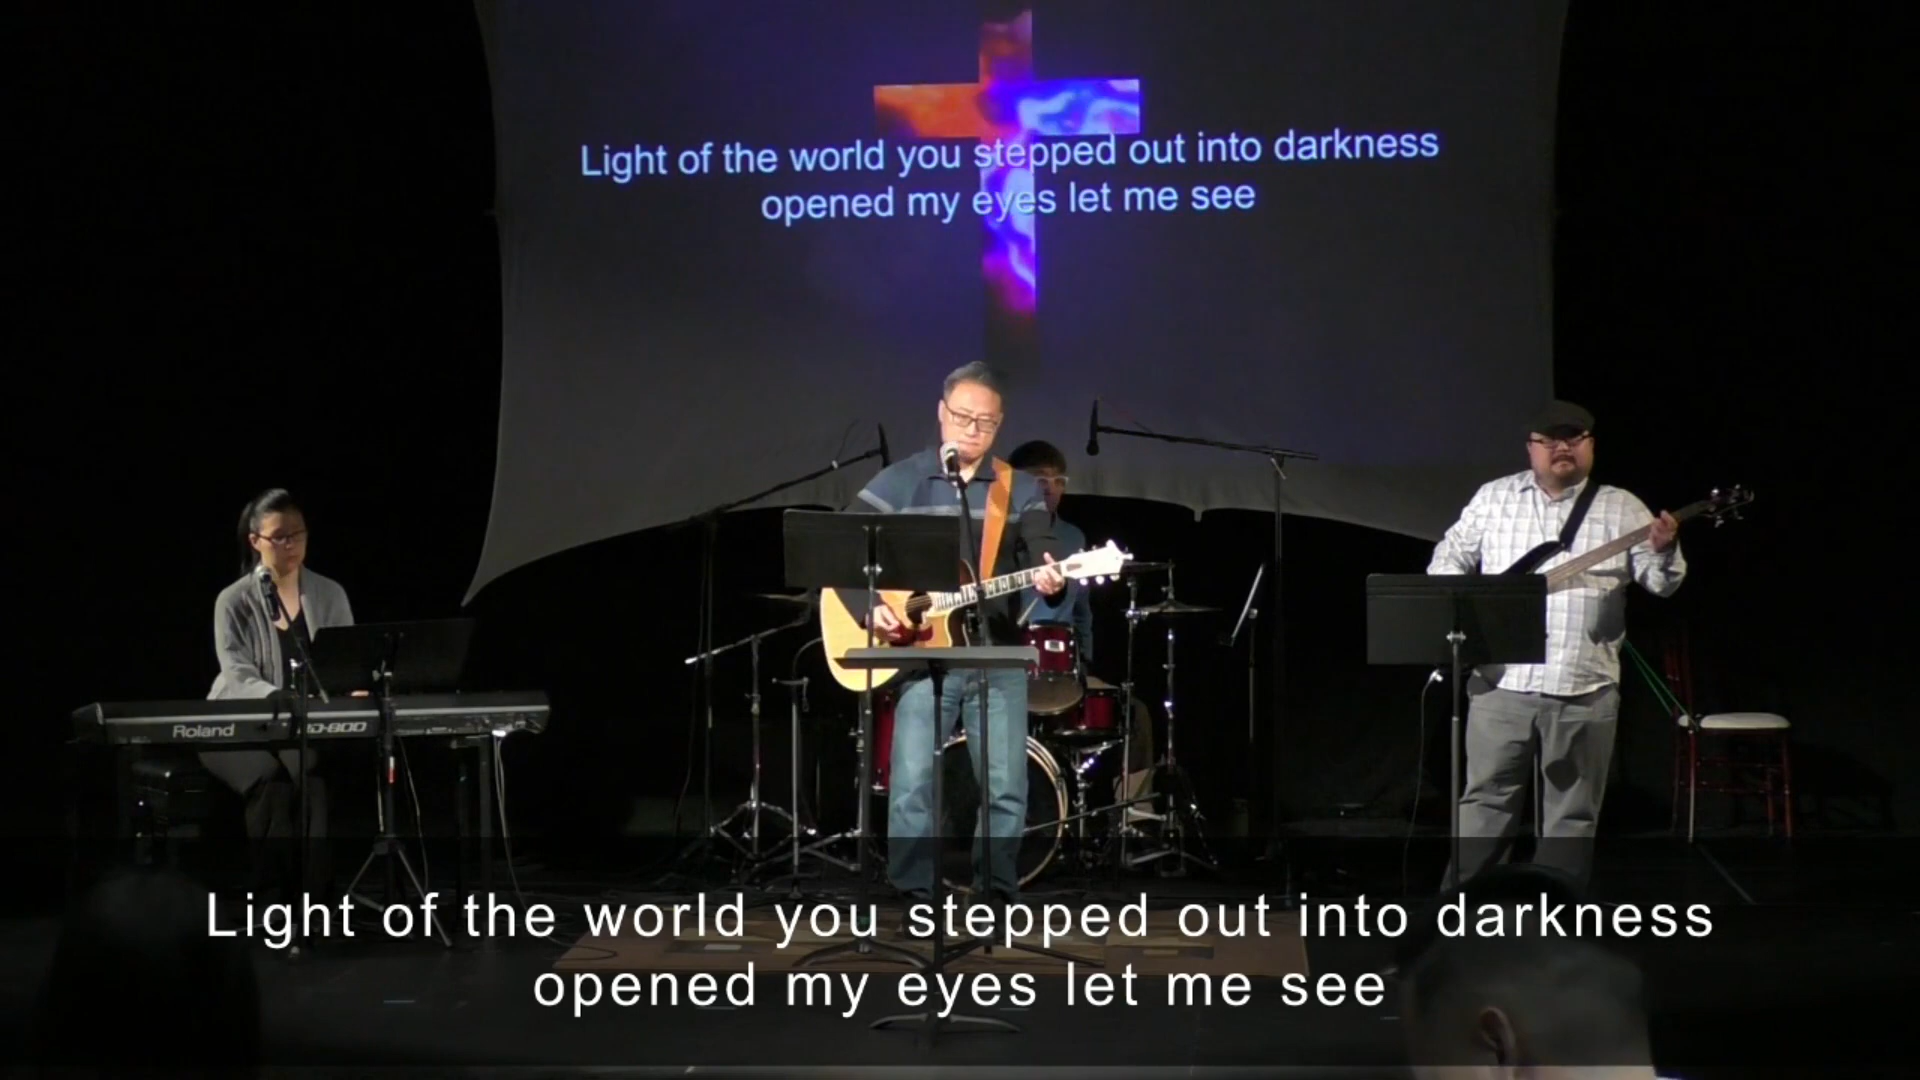 Light of the world you stepped out into darkness
opened my eyes let me see
Roland
Light of the world you stepped out into darkness
opened my eyes let me see